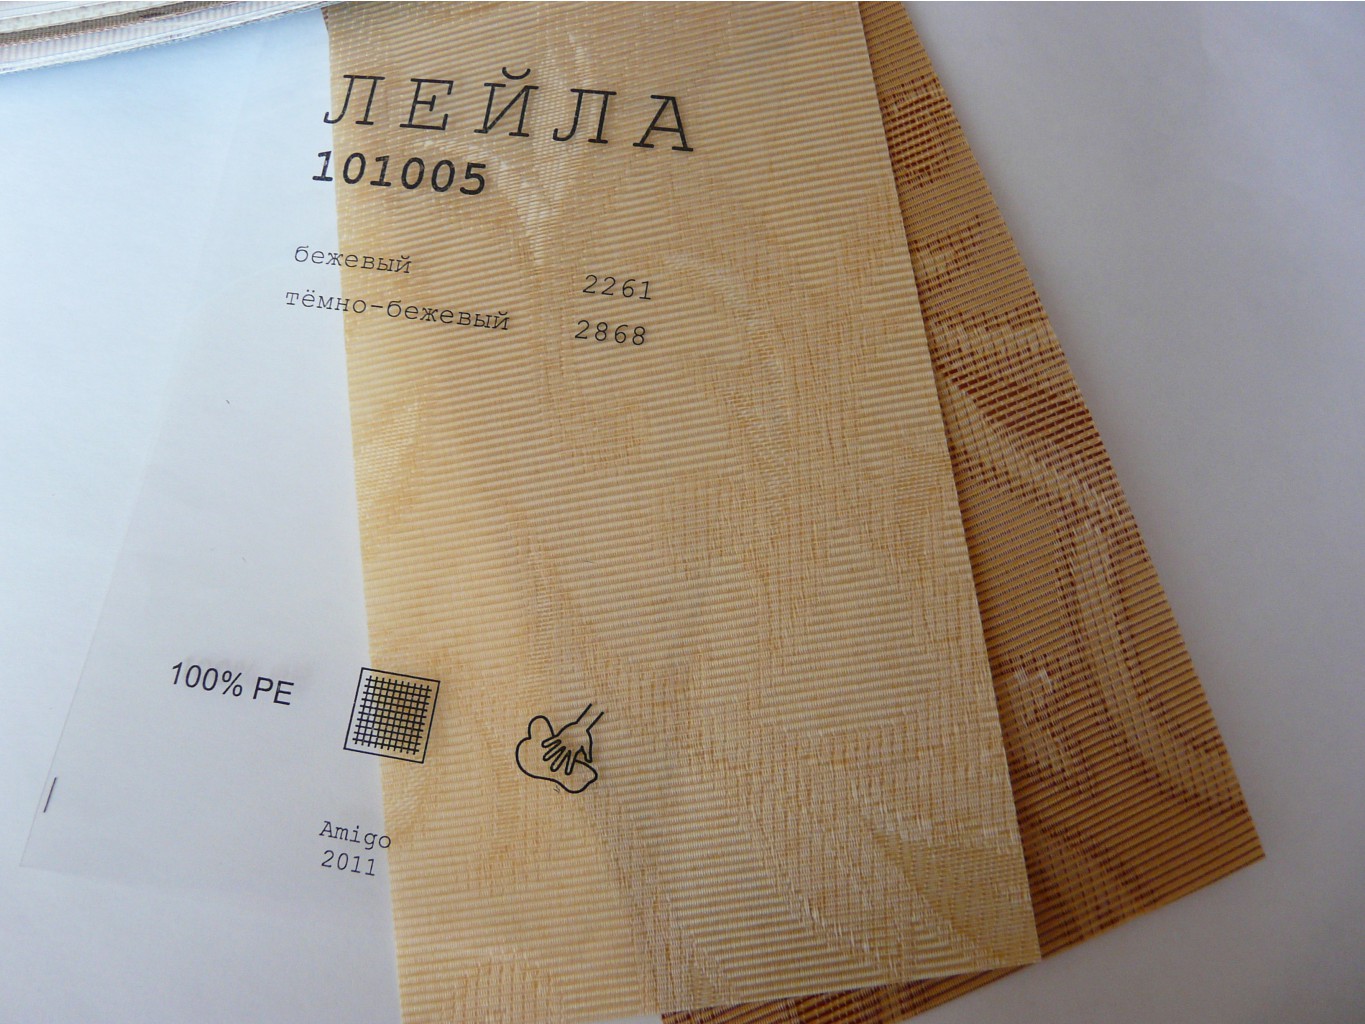 ЛЕЙЛА
101005
бежевый 2261
тёмно-бежевый 2868
100% PE
Amigo
2011